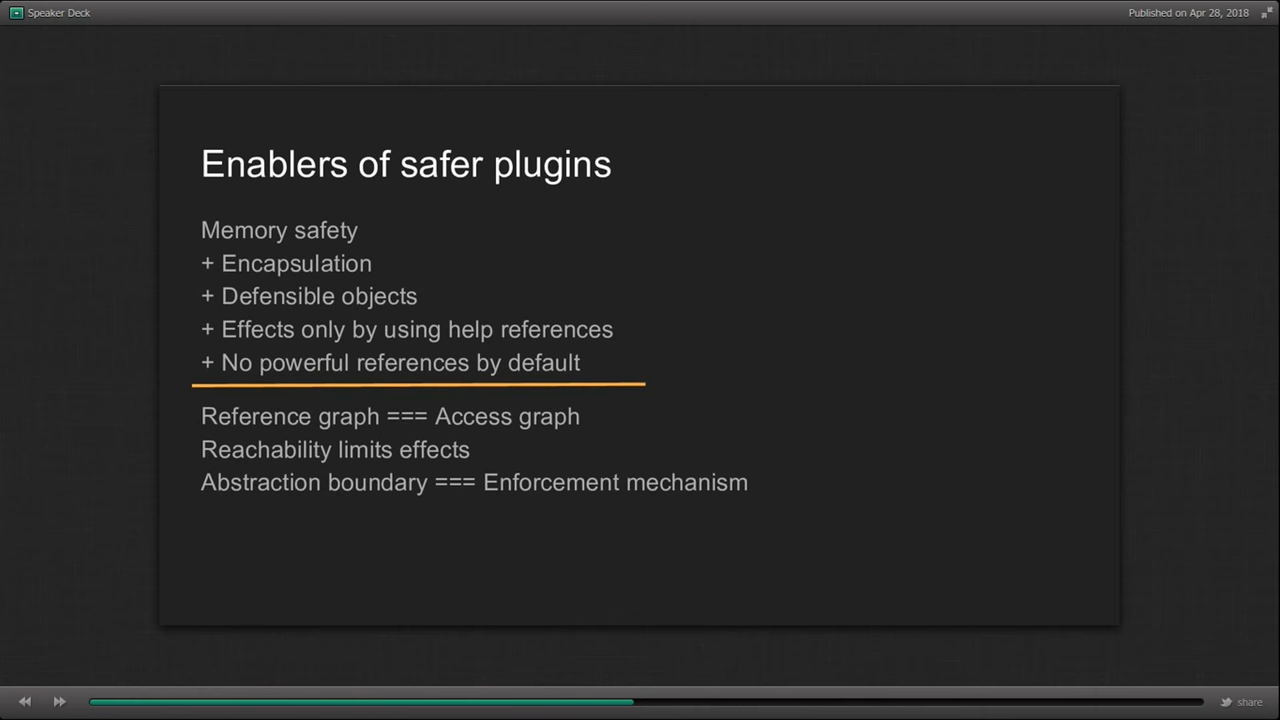 Speaker Deck
Published on Apr 28, 2018
Enablers of safer plugins
Memory safety
+ Encapsulation
+ Defensible objects
+ Effects only by using help references
+ No powerful references by default
Reference graph === Access graph
Reachability limits effects
Abstraction boundary === Enforcement mechanism
share